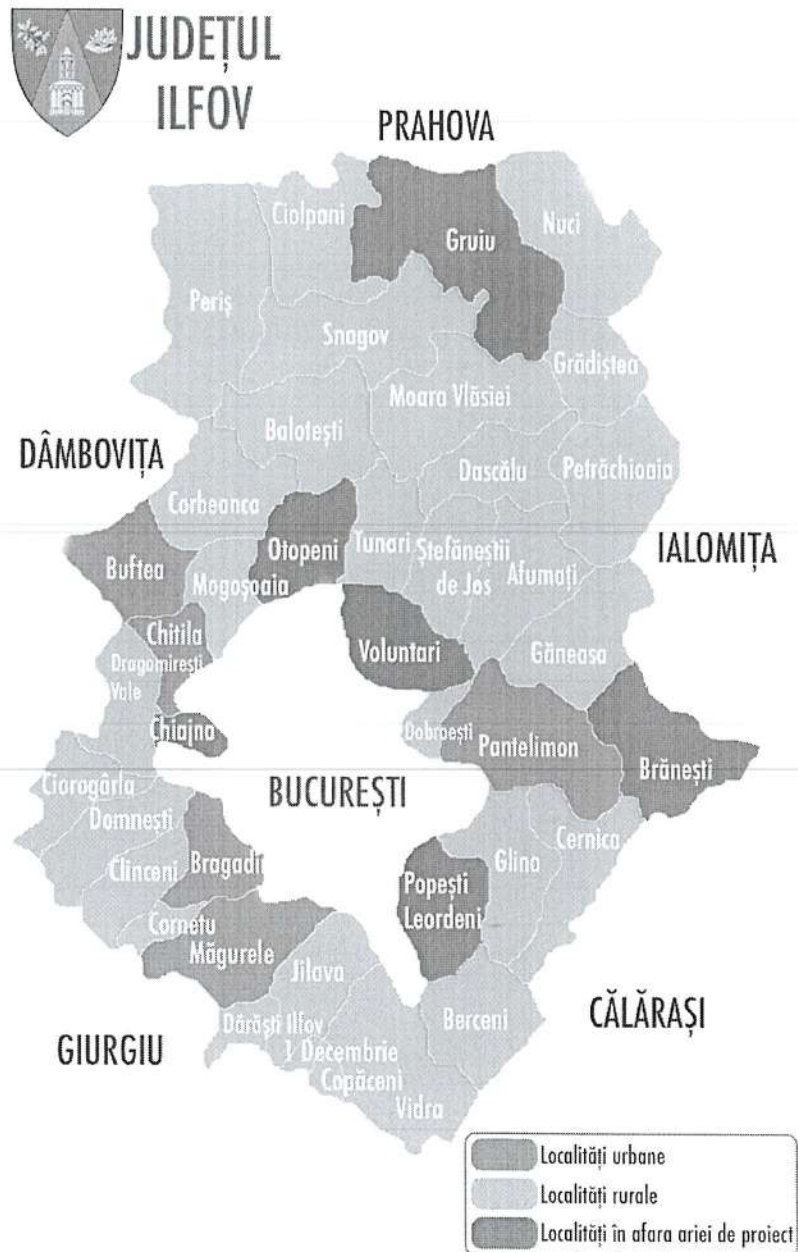 JUDEȚUL
ILFOV
PRAHOVA
Ciolpani
Nuci
Gruiu
Periș
Snagov
Grădiștea
Moara Vlăsiei
Balotești
DÂMBOVIȚA
Dascălu
Petrăchioaia
Corbeanca
IALOMIȚA
Otopeni
Tunari
Ștefăneștii
de Jos
Afumați
Buftea
Mogoșoaia
Chitila
Voluntari
Găneasa
Dragomirești
Vale
Chiajna
Dobroești
Pantelimon
Brănești
Ciorogârla
BUCUREȘTI
Domnești
Cernica
Clinceni
Bragadi
Glina
Popești
Leordeni
Cornetu
Măgurele
Jilava
Berceni
CĂLĂRAȘI
Dărăști Ilfov
GIURGIU
1 Decembrie
Copăceni
Vidra
Localități urbane
Localități rurale
Localități în afara ariei de proiect